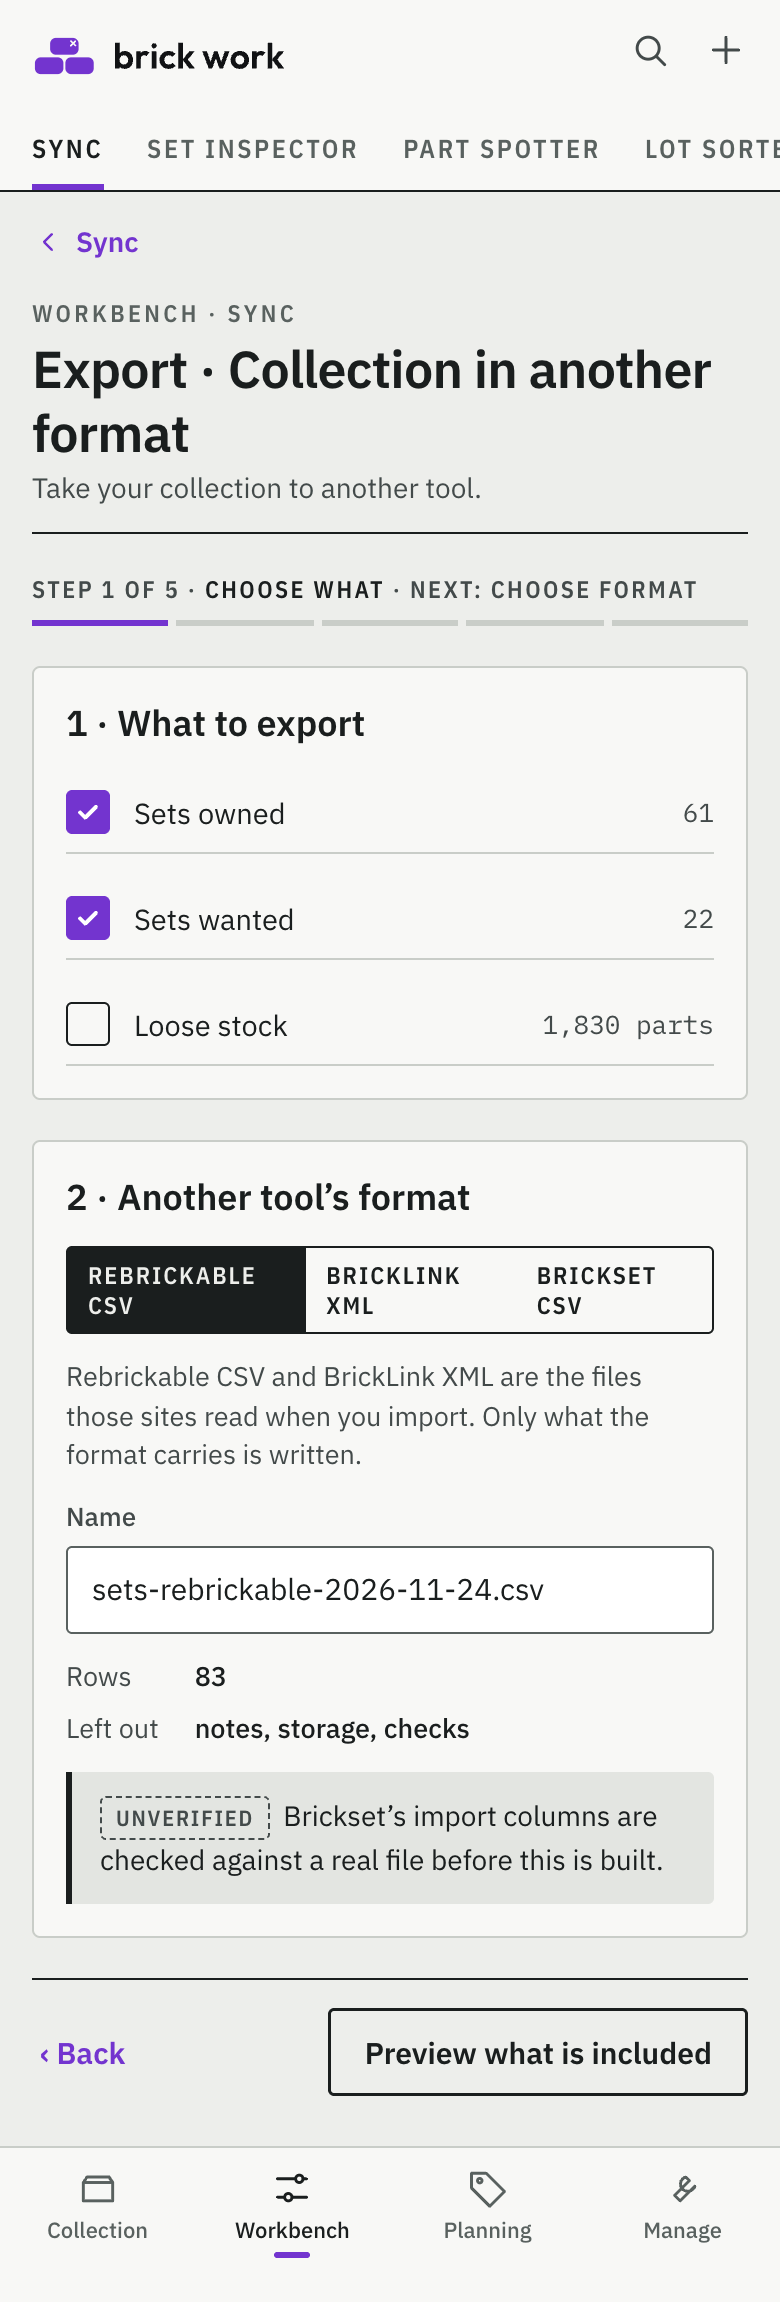 brick work
SYNC SET INSPECTOR PART SPOTTER LOT SORTE
Sync
WORKBENCH · SYNC
Export · Collection in another
format
Take your collection to another tool.
STEP 1 OF 5 · CHOOSE WHAT · NEXT: CHOOSE FORMAT
1 · What to export
Sets owned 61
Sets wanted 22
Loose stock 1,830 parts
2 · Another tool’s format
REBRICKABLE CSV
BRICKLINK XML
BRICKSET CSV
Rebrickable CSV and BrickLink XML are the files
those sites read when you import. Only what the
format carries is written.
Name
sets-rebrickable-2026-11-24.csv
Rows 83
Left out notes, storage, checks
UNVERIFIED Brickset’s import columns are
checked against a real file before this is built.
‹ Back
Preview what is included
Collection Workbench Planning Manage